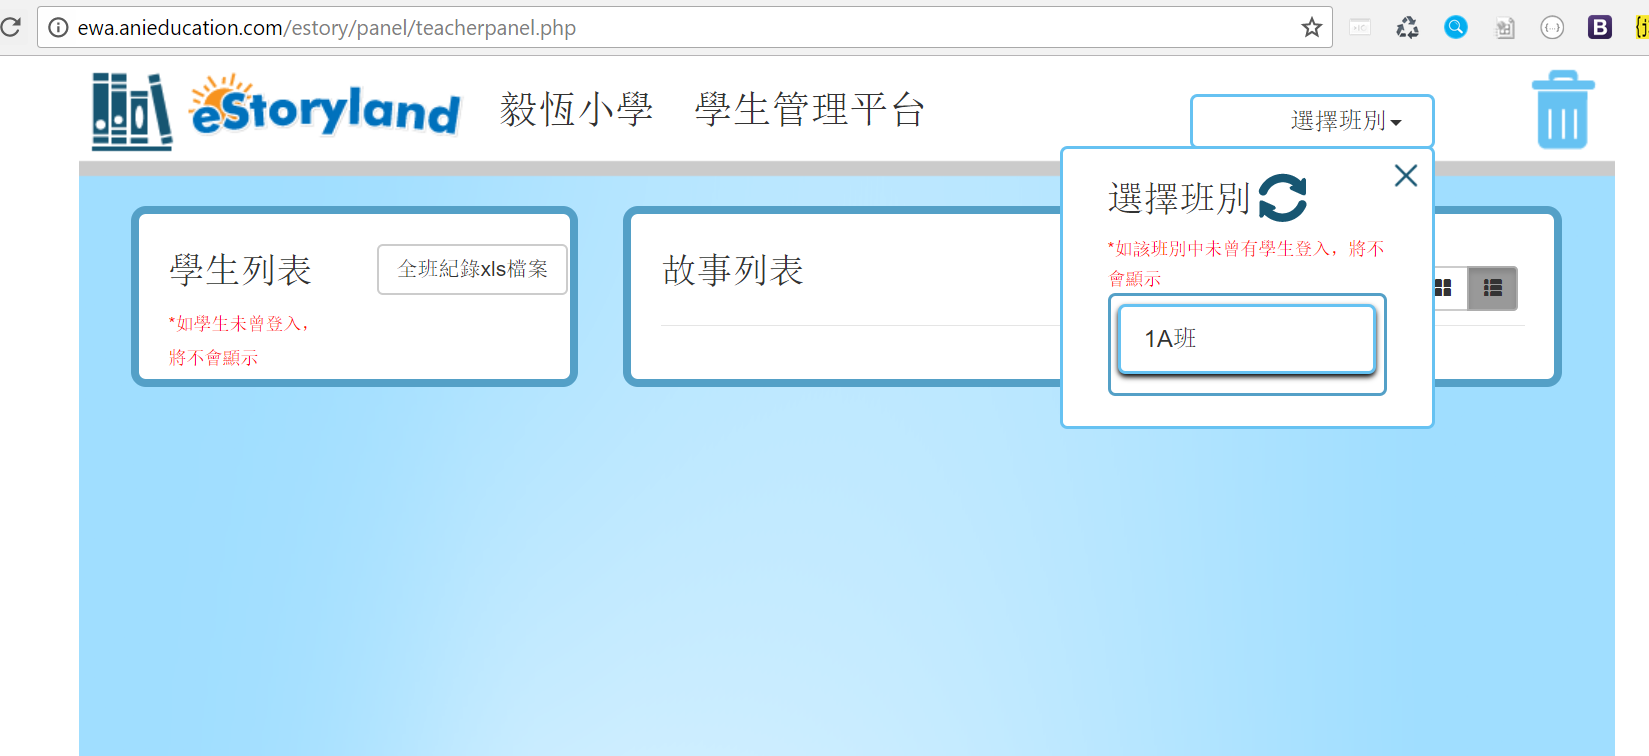 ewa.anieducation.com/estory/panel/teacherpanel.php
eStoryland
毅恆小學 學生管理平台
選擇班別
選擇班別
*如該班別中未曾有學生登入，將不
會顯示
1A班
學生列表
全班紀錄xls檔案
*如學生未曾登入，
將不會顯示
故事列表